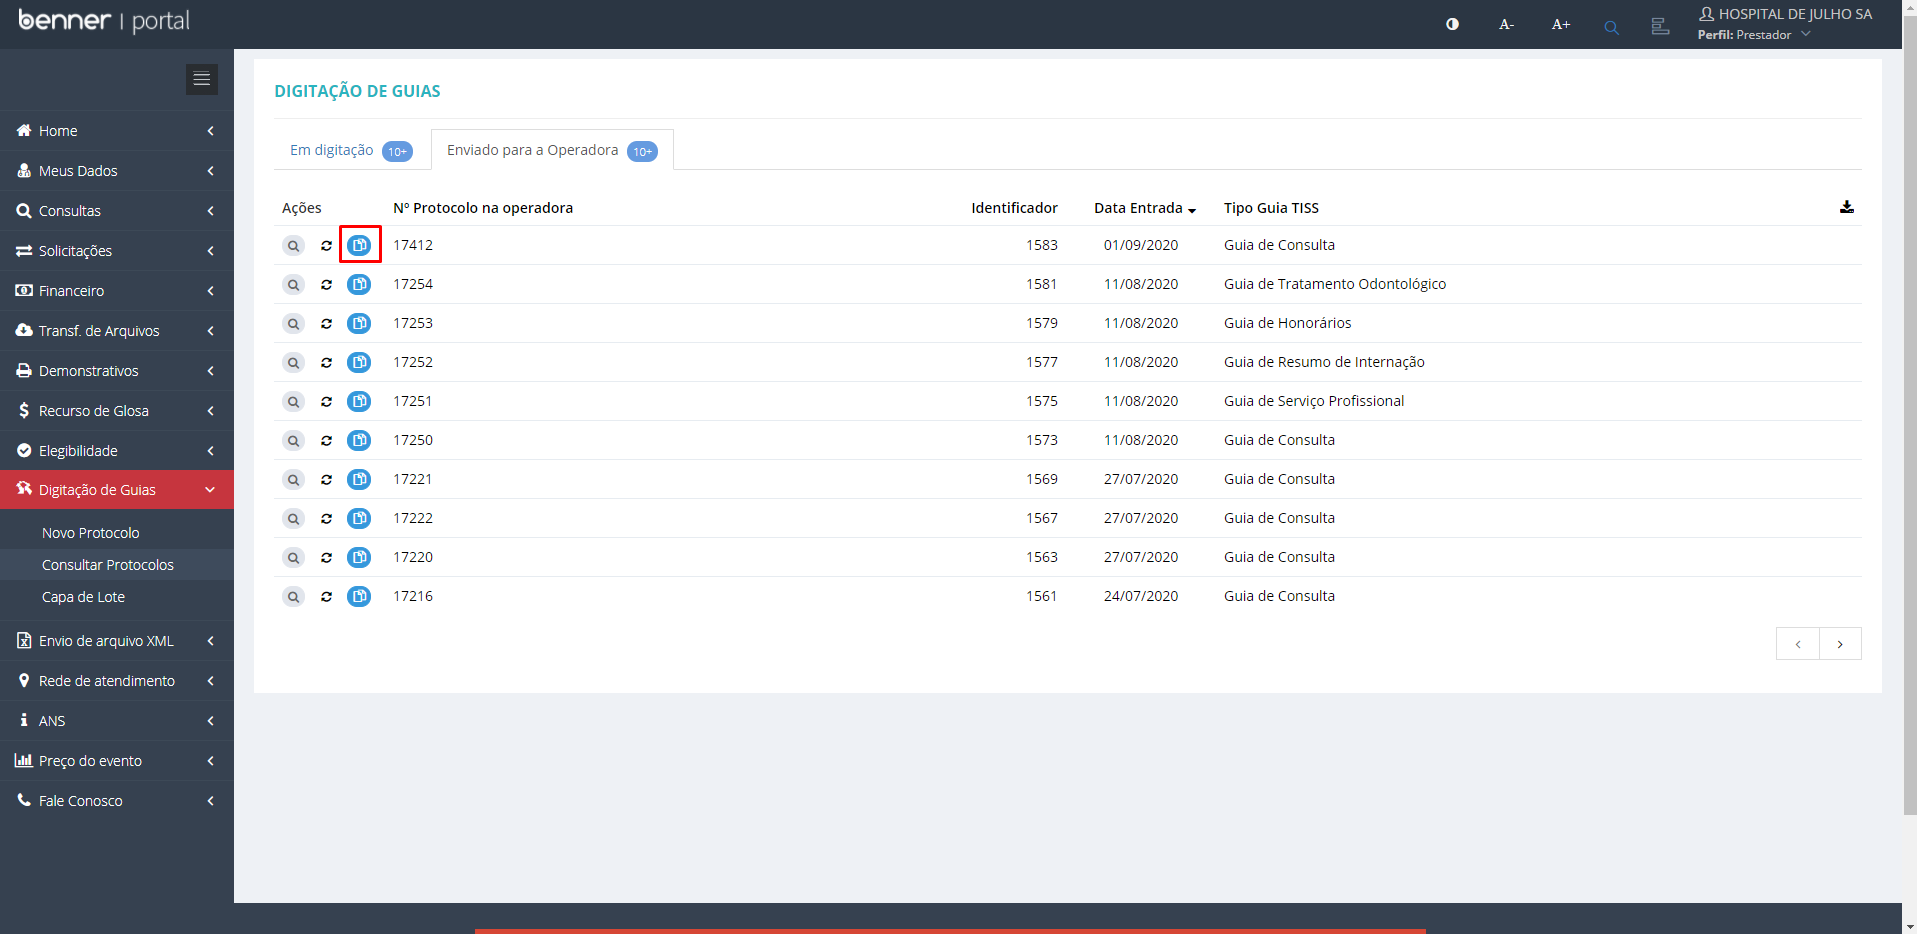 benner | portal
A-
A+
HOSPITAL DE JULHO SA
Perfil: Prestador
Home
Meus Dados
Consultas
Solicitações
Financeiro
Transf. de Arquivos
Demonstrativos
Recurso de Glosa
Elegibilidade
Digitação de Guias
Novo Protocolo
Consultar Protocolos
Capa de Lote
Envio de arquivo XML
Rede de atendimento
ANS
Preço do evento
Fale Conosco
DIGITAÇÃO DE GUIAS
Em digitação 10+
Enviado para a Operadora 10+
Ações Nº Protocolo na operadora Identificador Data Entrada Tipo Guia TISS
17412 1583 01/09/2020 Guia de Consulta
17254 1581 11/08/2020 Guia de Tratamento Odontológico
17253 1579 11/08/2020 Guia de Honorários
17252 1577 11/08/2020 Guia de Resumo de Internação
17251 1575 11/08/2020 Guia de Serviço Profissional
17250 1573 11/08/2020 Guia de Consulta
17221 1569 27/07/2020 Guia de Consulta
17222 1567 27/07/2020 Guia de Consulta
17220 1563 27/07/2020 Guia de Consulta
17216 1561 24/07/2020 Guia de Consulta